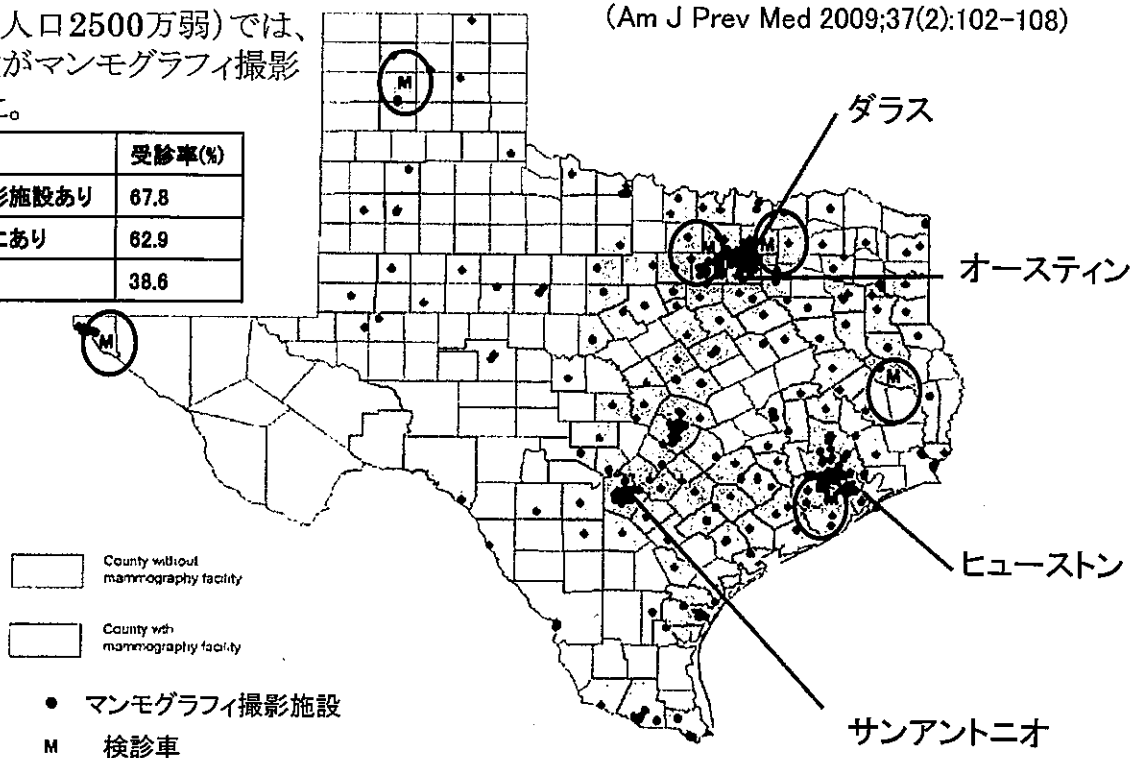 人口2500万弱)では、
がマンモグラフィ撮影
(Am J Prev Med 2009;37(2):102-108)
受診率(%)
影施設あり 67.8
にあり 62.9
38.6
ダラス
オースティン
ヒューストン
サンアントニオ
M
M
M
M
M
M
County without
mammography facility
County with
mammography facility
● マンモグラフィ撮影施設
M 検診車